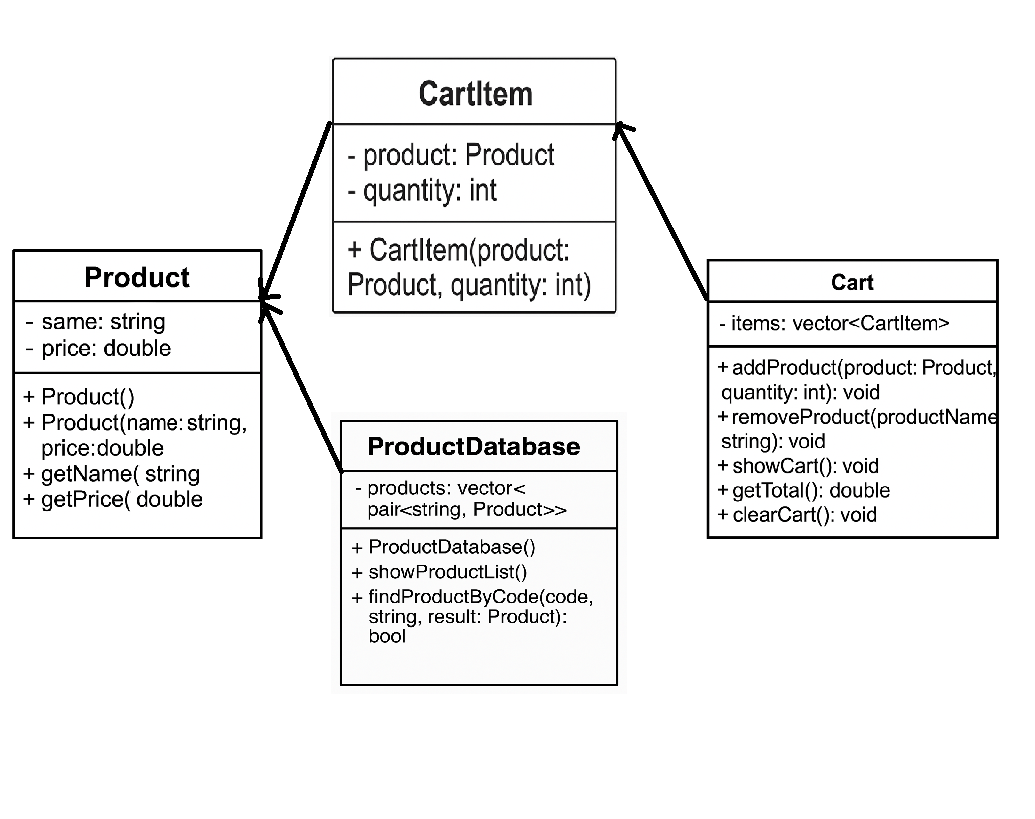 CartItem
- product: Product
- quantity: int
+ CartItem(product:
Product, quantity: int)
Product
- same: string
- price: double
+ Product()
+ Product(name: string,
price:double
+ getName( string
+ getPrice( double
ProductDatabase
- products: vector<
pair<string, Product>>
+ ProductDatabase()
+ showProductList()
+ findProductByCode(code,
string, result: Product):
bool
Cart
- items: vector<CartItem>
+ addProduct(product: Product,
quantity: int): void
+ removeProduct(productName
string): void
+ showCart(): void
+ getTotal(): double
+ clearCart(): void